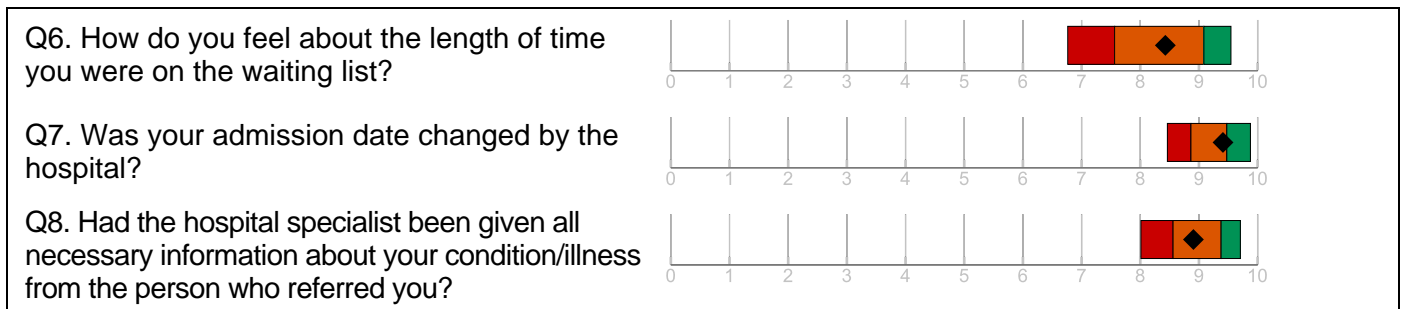 Q6. How do you feel about the length of time
you were on the waiting list?
0 1 2 3 4 5 6 7 8 9 10
Q7. Was your admission date changed by the
hospital?
0 1 2 3 4 5 6 7 8 9 10
Q8. Had the hospital specialist been given all
necessary information about your condition/illness
from the person who referred you?
0 1 2 3 4 5 6 7 8 9 10